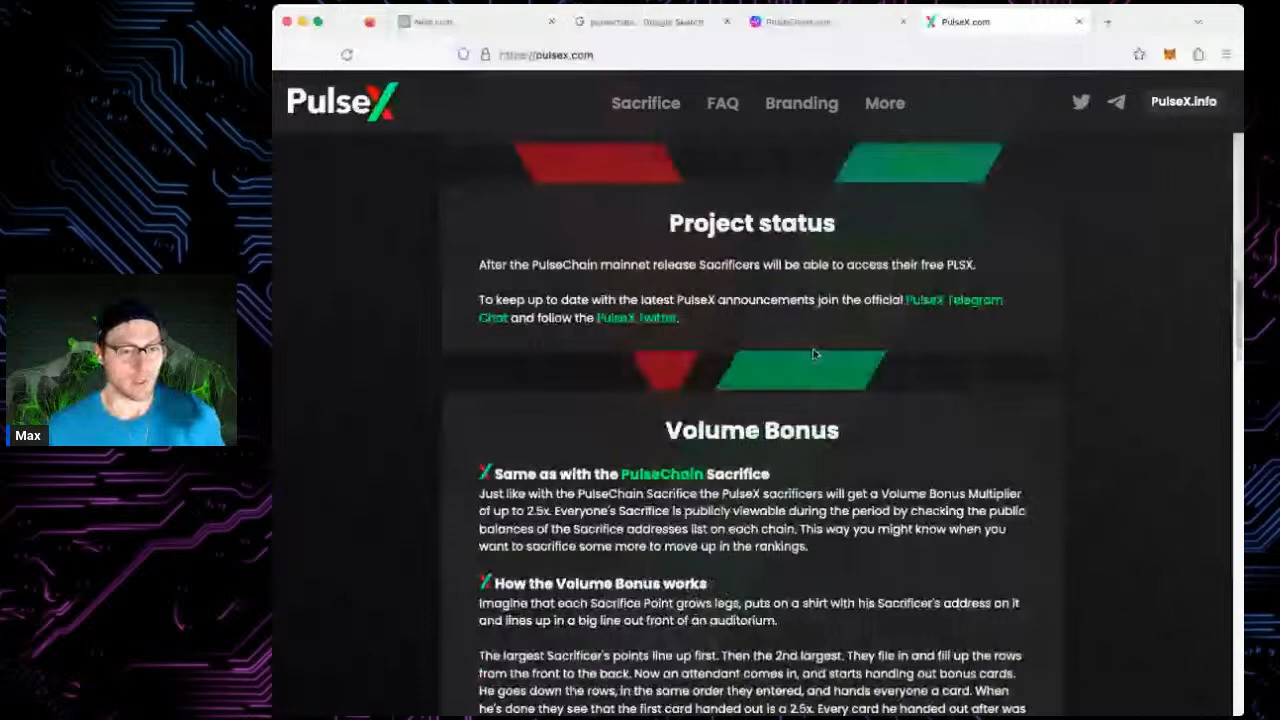 PulseX.com
https://pulsex.com
PulseX
Sacrifice
FAQ
Branding
More
PulseX.info
Project status
After the PulseChain mainnet release Sacrificers will be able to access their free PLSX.
To keep up to date with the latest PulseX announcements join the official PulseX Telegram
Chat and follow the PulseX Twitter.
Max
Volume Bonus
Same as with the PulseChain Sacrifice
Just like with the PulseChain Sacrifice the PulseX sacrificers will get a Volume Bonus Multiplier
of up to 2.5x. Everyone's Sacrifice is publicly viewable during the period by checking the public
balances of the Sacrifice addresses list on each chain. This way you might know when you
want to sacrifice some more to move up in the rankings.
How the Volume Bonus works
Imagine that each Sacrifice Point grows legs, puts on a shirt with his Sacrificer's address on it
and lines up in a big line out front of an auditorium.
The largest Sacrificer's points line up first. Then the 2nd largest. They file in and fill up the rows
from the front to the back. Now an attendant comes in, and starts handing out bonus cards.
He goes down the rows, in the same order they entered, and hands everyone a card. When
he's done they see that the first card handed out is a 2.5x. Every card he handed out after was